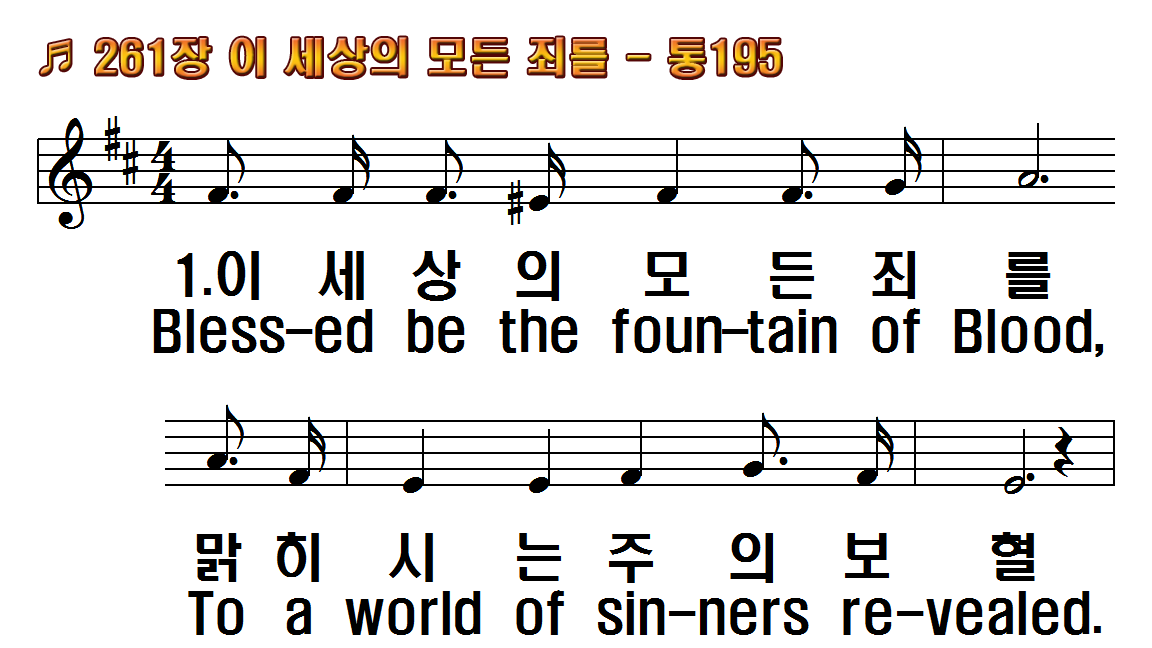 ♬ 261장 이 세상의 모든 죄를 - 통195
1.이 세 상 의 모 든 죄 를
Bless-ed be the foun-tain of Blood,
맑 히 시 는 주 의 보 혈
To a world of sin-ners re-vealed.